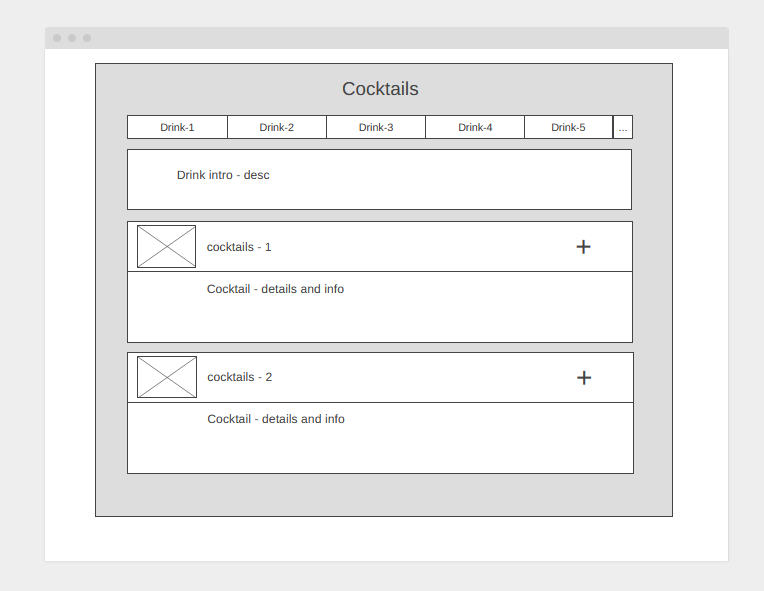 Cocktails
Drink-1 Drink-2 Drink-3 Drink-4 Drink-5 ...
Drink intro - desc
cocktails - 1 +
Cocktail - details and info
cocktails - 2 +
Cocktail - details and info